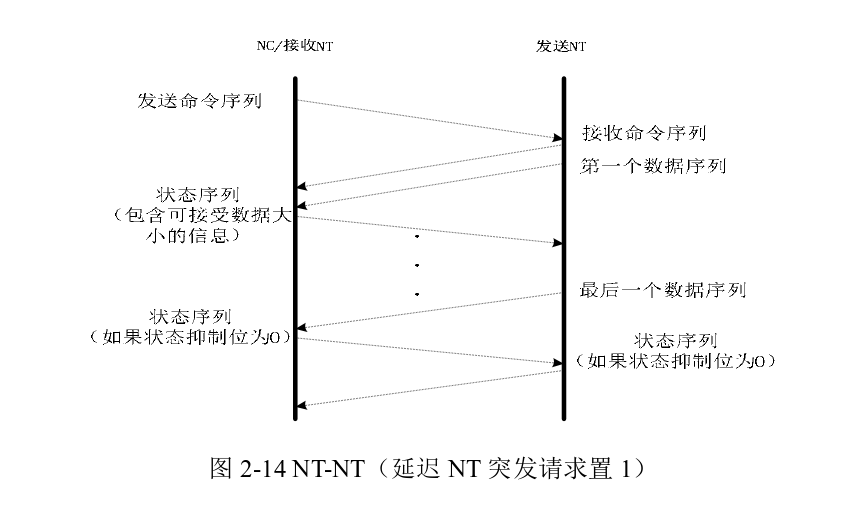 NC/接收NT
发送NT
发送命令序列
接收命令序列
第一个数据序列
状态序列
（包含可接受数据大
小的信息）
最后一个数据序列
状态序列
（如果状态抑制位为0）
状态序列
（如果状态抑制位为0）
图 2-14 NT-NT（延迟 NT 突发请求置 1）